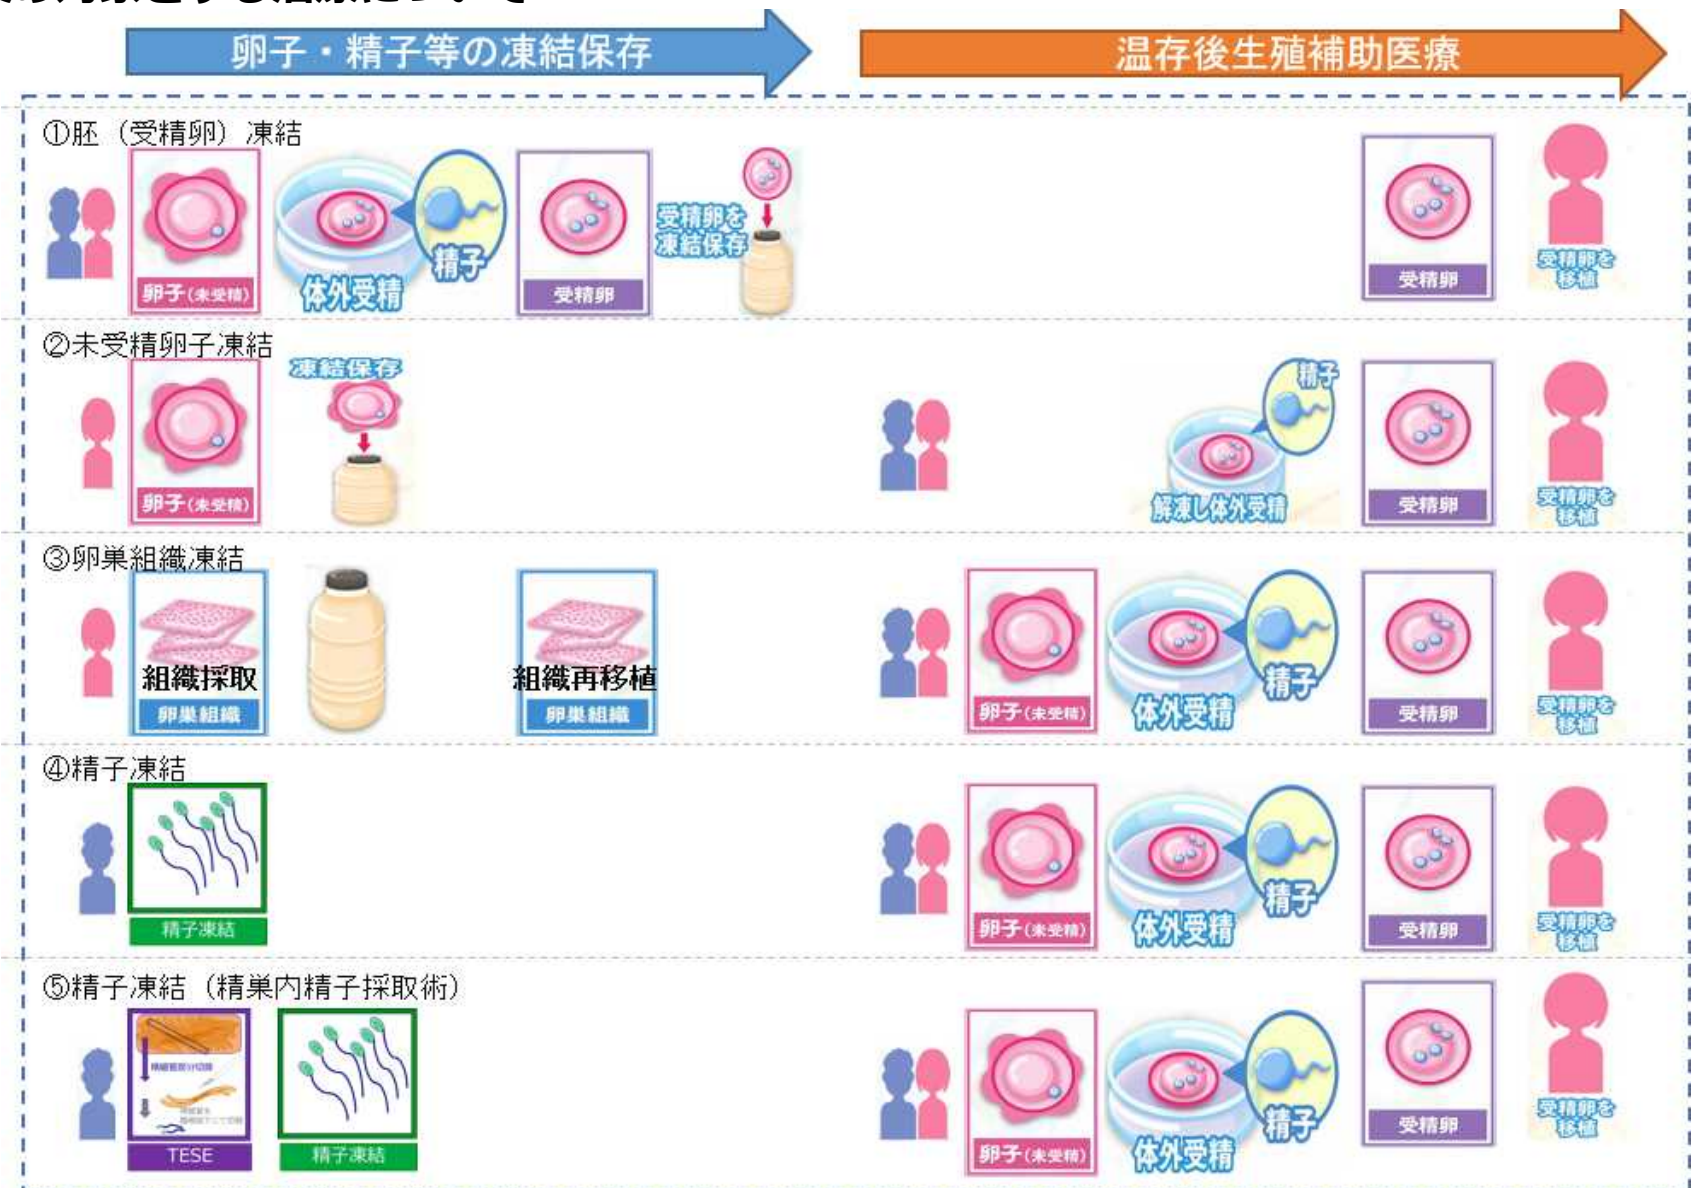 卵子・精子等の凍結保存
温存後生殖補助医療
①胚（受精卵）凍結
卵子(未受精)
体外受精
精子
受精卵
受精卵を
凍結保存
受精卵
受精卵を
移植
②未受精卵子凍結
卵子(未受精)
凍結保存
精子
解凍し体外受精
受精卵
受精卵を
移植
③卵巣組織凍結
組織採取
卵巣組織
組織再移植
卵巣組織
卵子(未受精)
体外受精
精子
受精卵
受精卵を
移植
④精子凍結
精子凍結
卵子(未受精)
体外受精
精子
受精卵
受精卵を
移植
⑤精子凍結（精巣内精子採取術）
TESE
精子凍結
卵子(未受精)
体外受精
精子
受精卵
受精卵を
移植